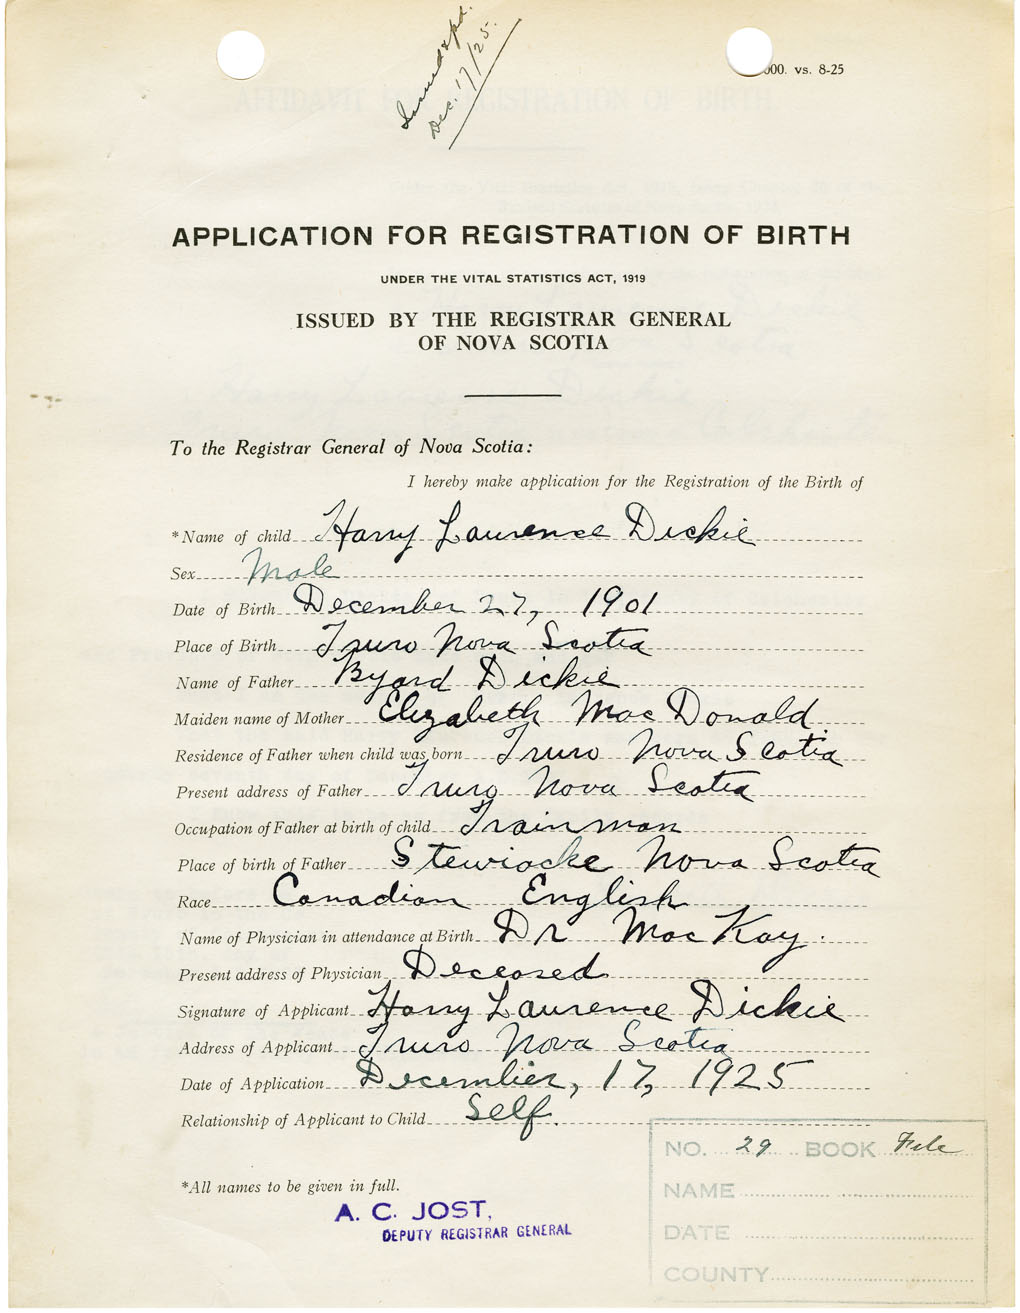 Issued & pd.
Dec. 17/25.
000. vs. 8-25
APPLICATION FOR REGISTRATION OF BIRTH
UNDER THE VITAL STATISTICS ACT, 1919
ISSUED BY THE REGISTRAR GENERAL
OF NOVA SCOTIA
To the Registrar General of Nova Scotia:
I hereby make application for the Registration of the Birth of
*Name of child Harry Laurence Dickie
Sex Male
Date of Birth December 27, 1901
Place of Birth Truro Nova Scotia
Name of Father Byard Dickie
Maiden name of Mother Elizabeth MacDonald
Residence of Father when child was born Truro Nova Scotia
Present address of Father Truro Nova Scotia
Occupation of Father at birth of child Trainman
Place of birth of Father Stewiacke Nova Scotia
Race Canadian English
Name of Physician in attendance at Birth Dr MacKay.
Present address of Physician Deceased
Signature of Applicant Harry Laurence Dickie
Address of Applicant Truro Nova Scotia
Date of Application December, 17, 1925
Relationship of Applicant to Child Self.
NO. 29 BOOK File
*All names to be given in full.
NAME
A. C. JOST,
DEPUTY REGISTRAR GENERAL
DATE
COUNTY